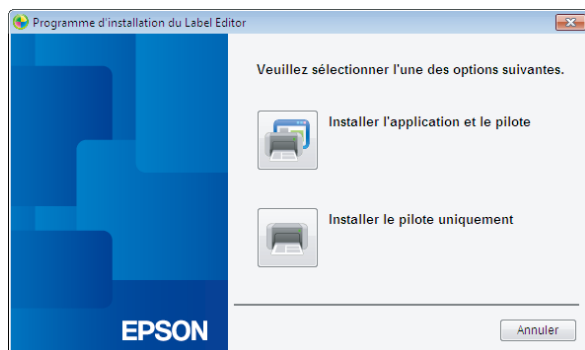 Programme d'installation du Label Editor
Veuillez sélectionner l'une des options suivantes.
Installer l'application et le pilote
Installer le pilote uniquement
EPSON
Annuler